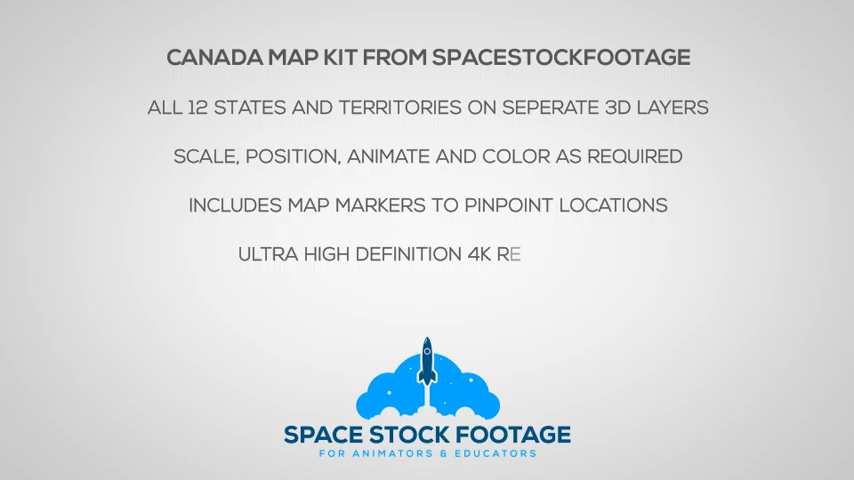 CANADA MAP KIT FROM SPACESTOCKFOOTAGE
ALL 12 STATES AND TERRITORIES ON SEPERATE 3D LAYERS
SCALE, POSITION, ANIMATE AND COLOR AS REQUIRED
INCLUDES MAP MARKERS TO PINPOINT LOCATIONS
ULTRA HIGH DEFINITION 4K RE
SPACE STOCK FOOTAGE
FOR ANIMATORS & EDUCATORS